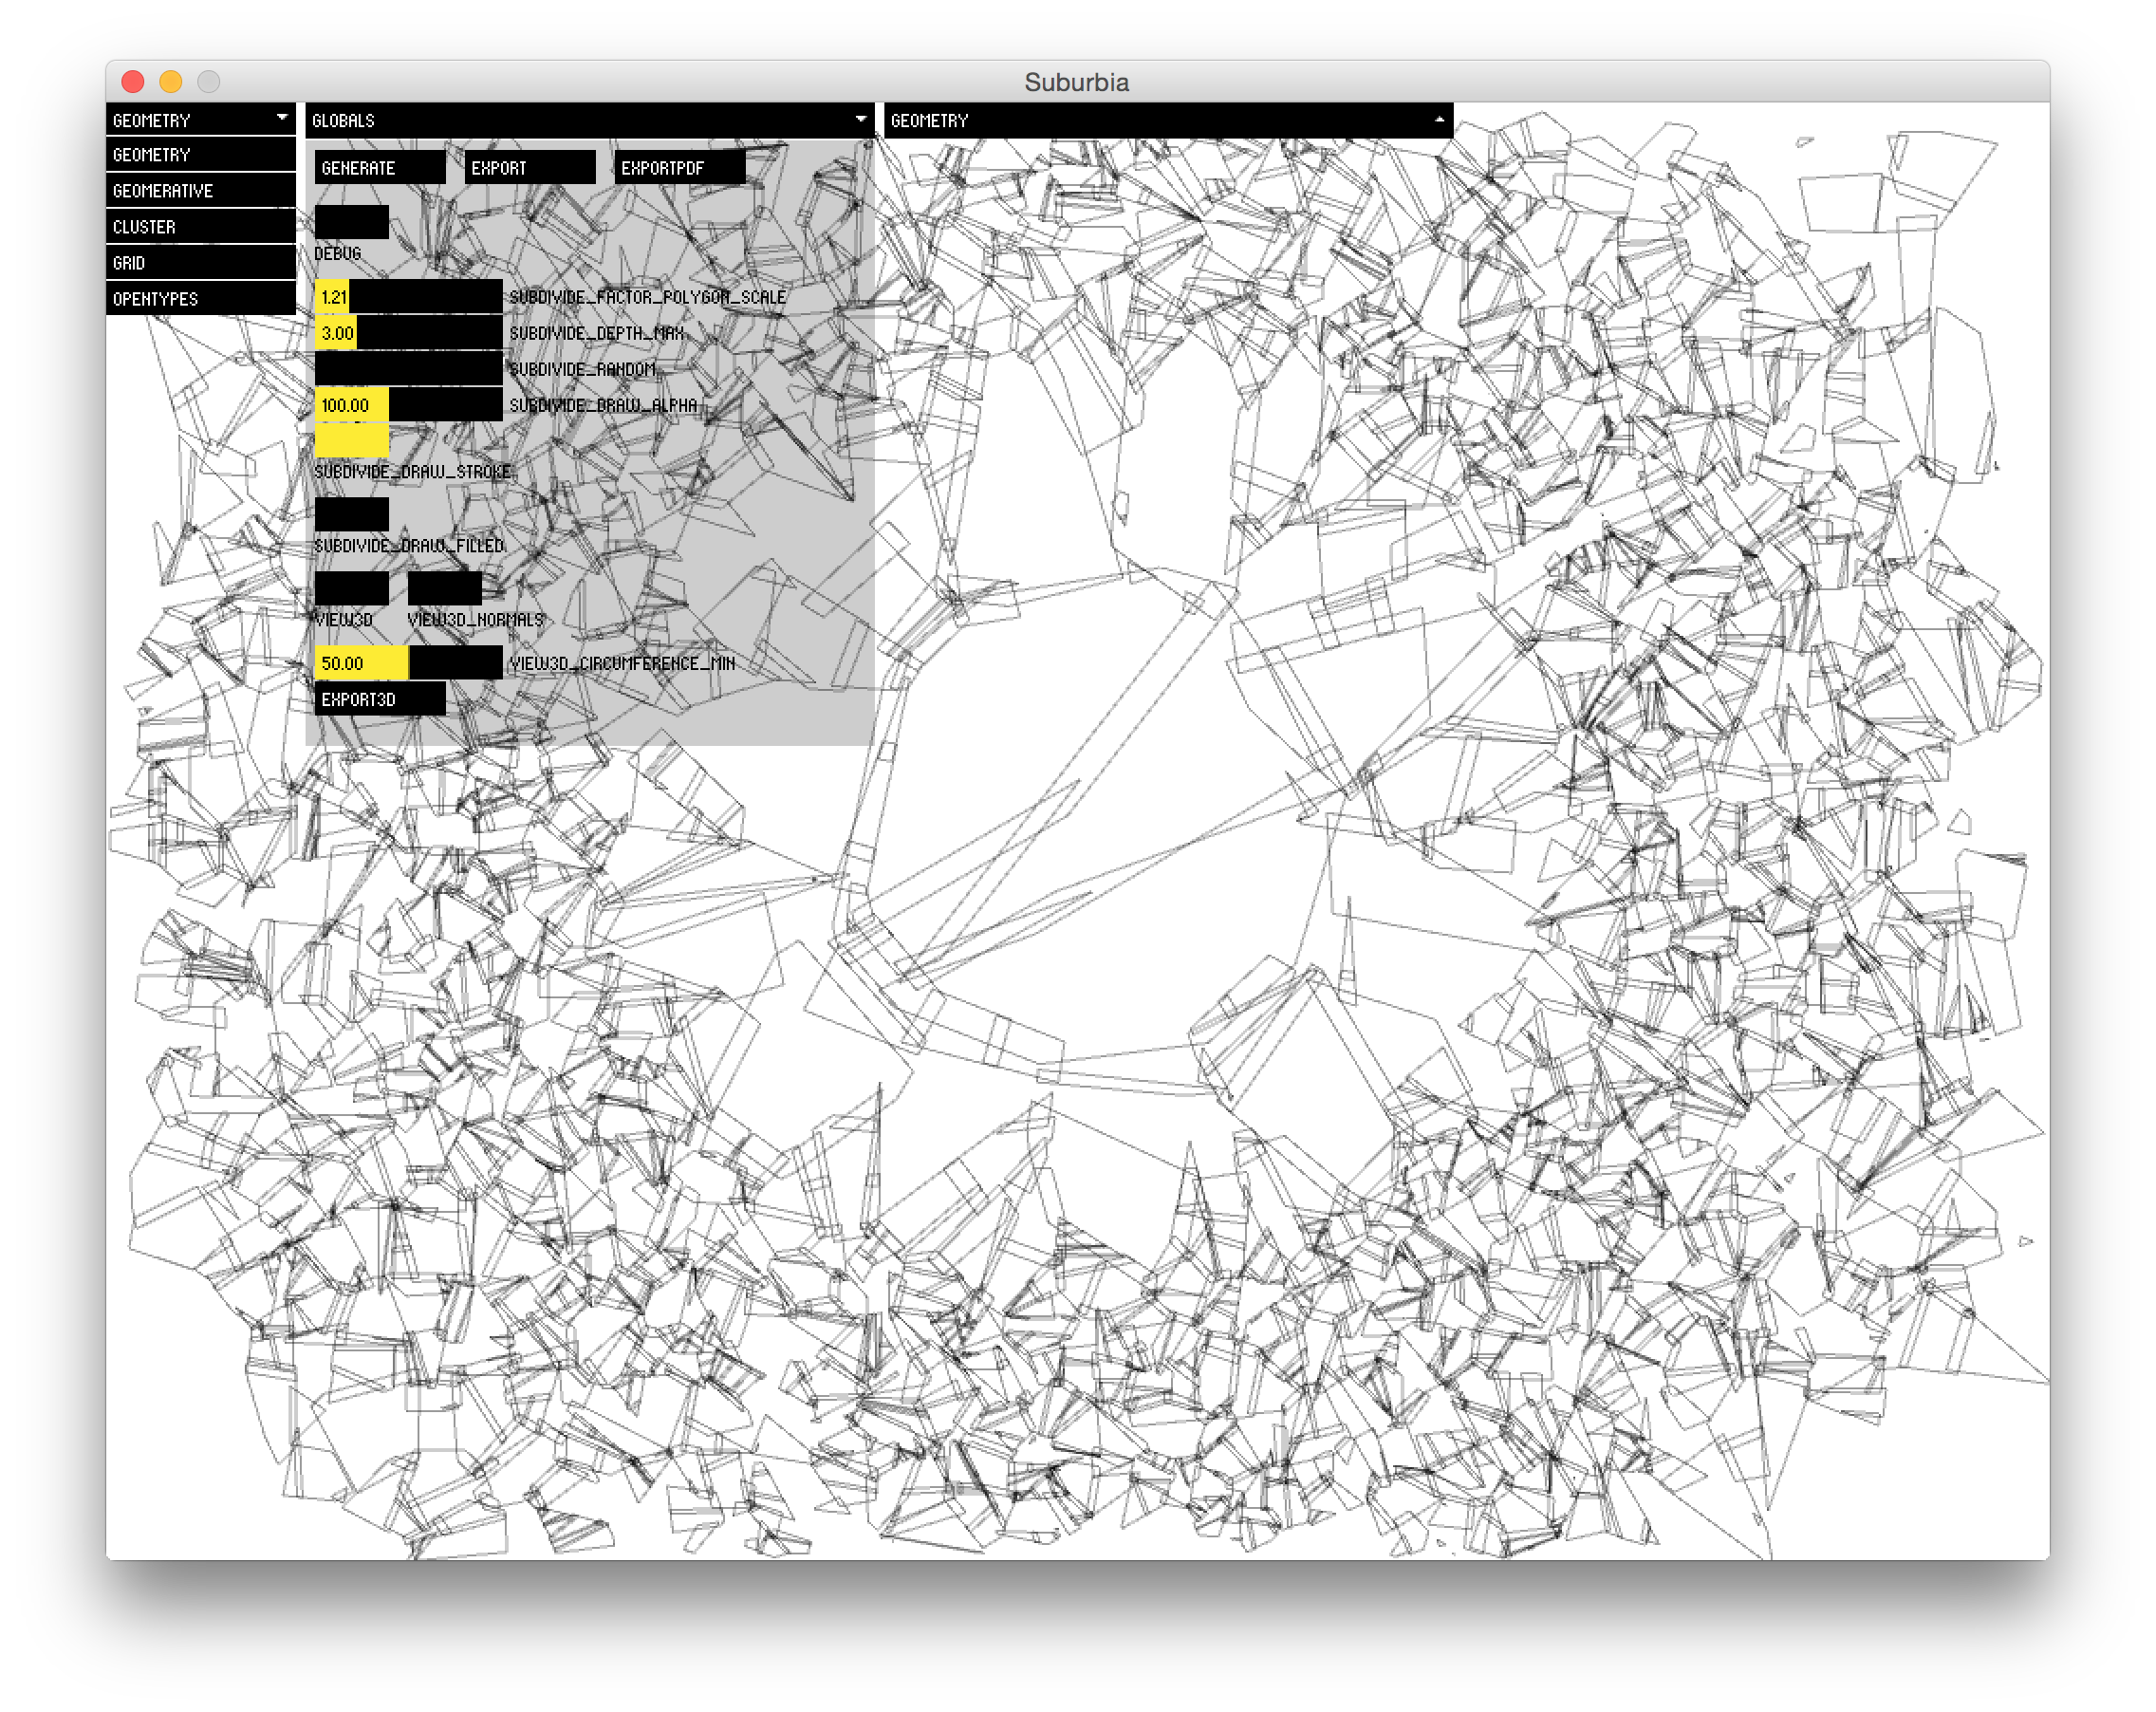 Suburbia
GEOMETRY
GEOMETRY
GEOMERATIVE
CLUSTER
GRID
OPENTYPES
GLOBALS
GENERATE EXPORT EXPORTPDF
DEBUG
1.21 SUBDIVIDE_FACTOR_POLYGON_SCALE
3.00 SUBDIVIDE_DEPTH_MAX
SUBDIVIDE_RANDOM
100.00 SUBDIVIDE_DRAW_ALPHA
SUBDIVIDE_DRAW_STROKE
SUBDIVIDE_DRAW_FILLED
VIEW3D VIEW3D_NORMALS
50.00 VIEW3D_CIRCUMFERENCE_MIN
EXPORT3D
GEOMETRY